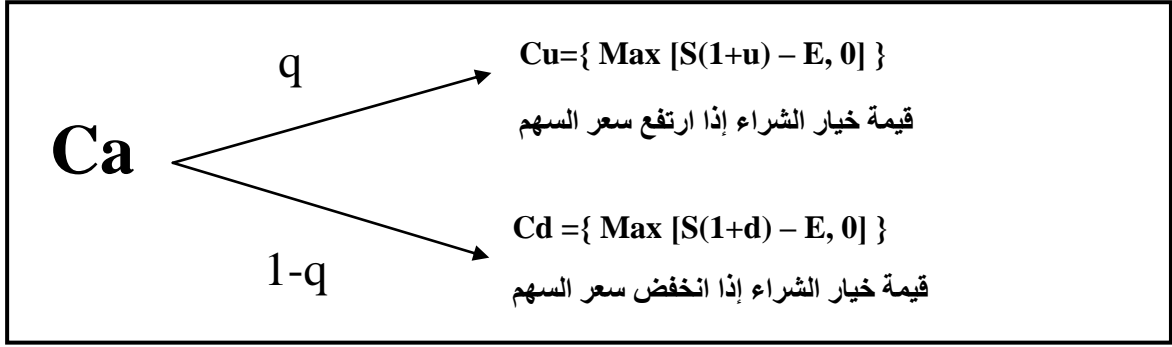 q
Cu={ Max [S(1+u) – E, 0] }
قيمة خيار الشراء إذا ارتفع سعر السهم
Ca
Cd ={ Max [S(1+d) – E, 0] }
1-q
قيمة خيار الشراء إذا انخفض سعر السهم